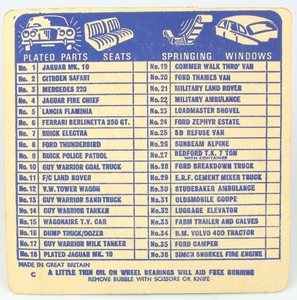 PLATED PARTS SEATS SPRINGING WINDOWS
No. 1 JAGUAR MK. 10
No. 2 CITROEN SAFARI
No. 3 MERCEDES 220
No. 4 JAGUAR FIRE CHIEF
No. 5 LANCIA FLAMINIA
No. 6 FERRARI BERLINETTA 250 GT.
No. 7 BUICK ELECTRA
No. 8 FORD THUNDERBIRD
No. 9 BUICK POLICE PATROL
No. 10 GUY WARRIOR COAL TRUCK
No. 11 F/C LAND ROVER
No. 12 V.W. TOWER WAGON
No. 13 GUY WARRIOR SAND TRUCK
No. 14 GUY WARRIOR TANKER
No. 15 WAGONAIRE T.V. CAR
No. 16 DUMP TRUCK/DOZER
No. 17 GUY WARRIOR MILK TANKER
No. 18 PLATED JAGUAR MK. 10
No. 19 COMMER WALK THRO' VAN
No. 20 FORD THAMES VAN
No. 21 MILITARY LAND ROVER
No. 22 MILITARY AMBULANCE
No. 23 LOADMASTER SHOVEL
No. 24 FORD ZEPHYR ESTATE
No. 25 SD REFUSE VAN
No. 26 SUNBEAM ALPINE
No. 27 BEDFORD T.K. 7 TON
WITH CONTAINER
No. 28 FORD BREAKDOWN TRUCK
No. 29 E.R.F. CEMENT MIXER TRUCK
No. 30 STUDEBAKER AMBULANCE
No. 31 OLDSMOBILE COUPE
No. 32 LUGGAGE ELEVATOR
No. 33 FARM TRAILER AND CALVES
No. 34 B.M. VOLVO 400 TRACTOR
No. 35 FORD CAMPER
No. 36 SIMON SNORKEL FIRE ENGINE
MADE IN GREAT BRITAIN
C A LITTLE THIN OIL ON WHEEL BEARINGS WILL AID FREE RUNNING
REMOVE BUBBLE WITH SCISSORS OR KNIFE